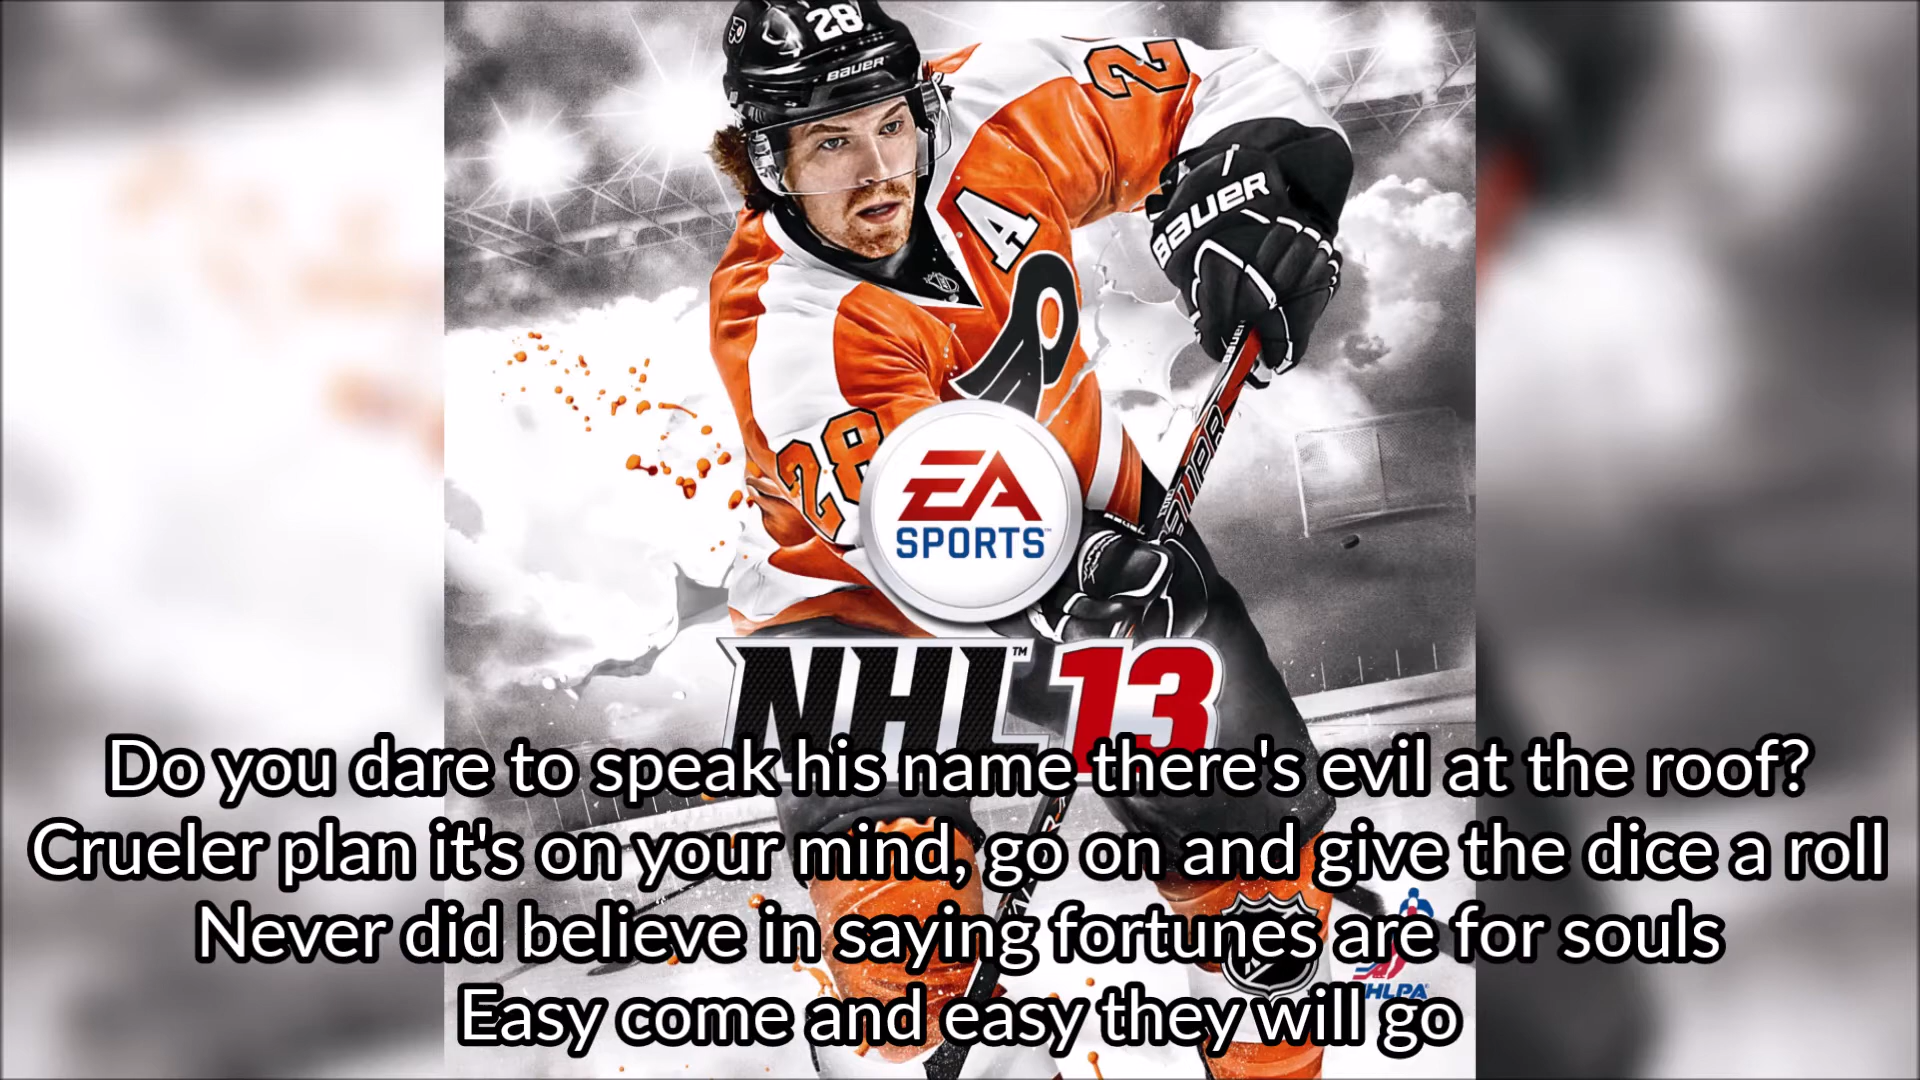 28
BAUER
2
A
BAUER
28
EA
SPORTS
NHL 13
Do you dare to speak his name there's evil at the roof?
Crueler plan it's on your mind, go on and give the dice a roll
Never did believe in saying fortunes are for souls
Easy come and easy they will go
NHLPA